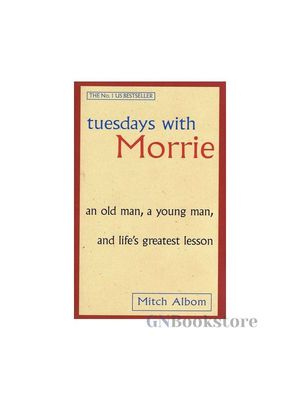 THE No. 1 US BESTSELLER
tuesdays with
Morrie
an old man, a young man,
and life's greatest lesson
Mitch Albom
GNBookstore